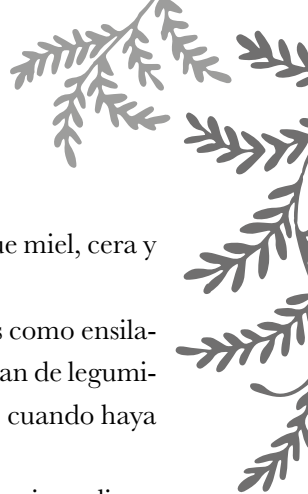 ue miel, cera y
s como ensila-
an de legumi-
cuando haya